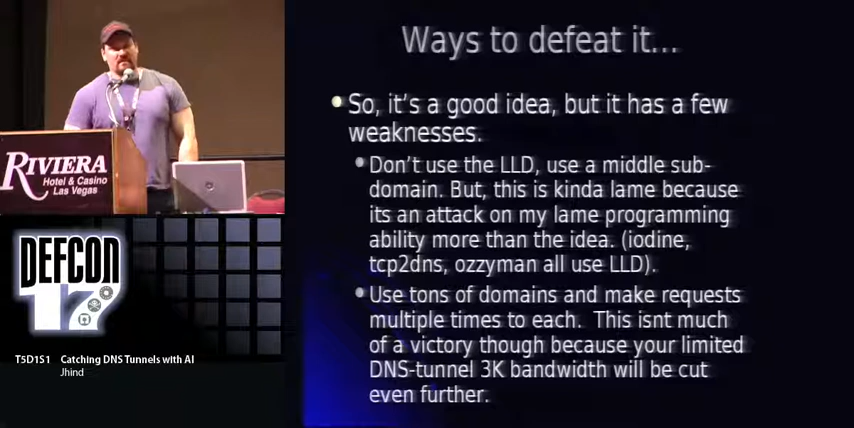 Ways to defeat it...
So, it's a good idea, but it has a few
weaknesses.
Don't use the LLD, use a middle sub-
domain. But, this is kinda lame because
its an attack on my lame programming
ability more than the idea. (iodine,
tcp2dns, ozzyman all use LLD).
Use tons of domains and make requests
multiple times to each. This isnt much
of a victory though because your limited
DNS-tunnel 3K bandwidth will be cut
even further.
RIVIERA
Hotel & Casino
Las Vegas
DEFCON
17
T5D1S1 Catching DNS Tunnels with AI
Jhind